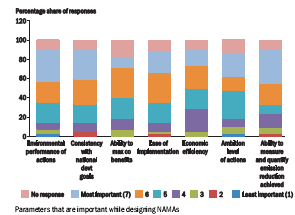 Percentage share of responses
120
100
80
60
40
20
0
Environmental performance of actions
Consistency with national devt goals
Ability to max co benefits
Ease of Implementation
Economic efficiency
Ambition level of actions
Ability to measure and quantify emission reduction achieved
No response Most important (7) 6 5 4 3 2 Least important (1)
Parameters that are important while designing NAMAs